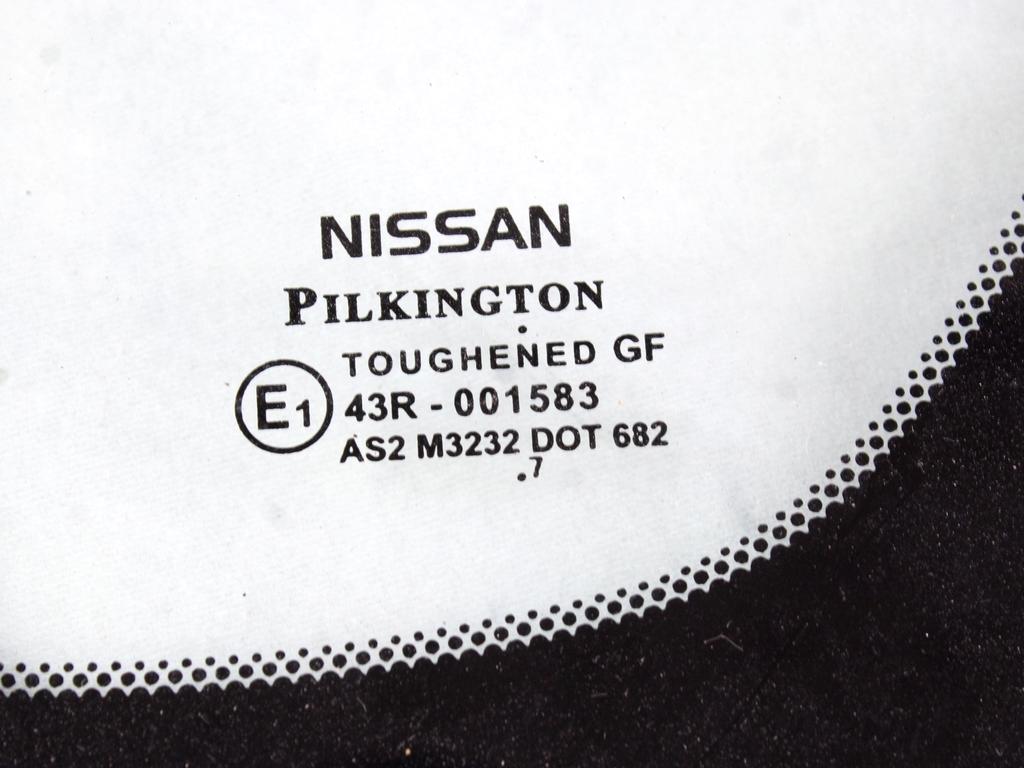 NISSAN
PILKINGTON
TOUGHENED GF
E1 43R - 001583
AS2 M3232 DOT 682
.7